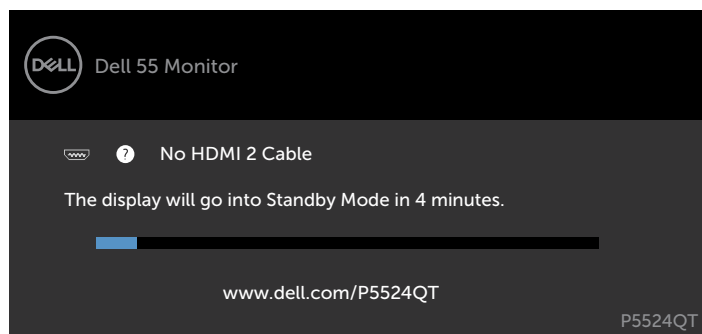 DELL Dell 55 Monitor
? No HDMI 2 Cable
The display will go into Standby Mode in 4 minutes.
www.dell.com/P5524QT
P5524QT